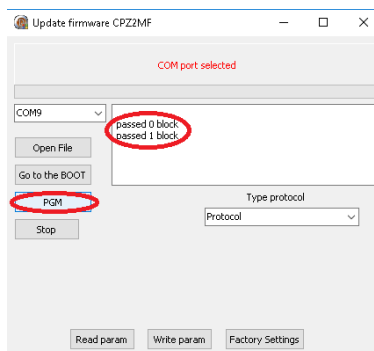 Update firmware CPZ2MF
COM port selected
COM9
passed 0 block
passed 1 block
Open File
Go to the BOOT
PGM
Type protocol
Protocol
Stop
Read param Write param Factory Settings